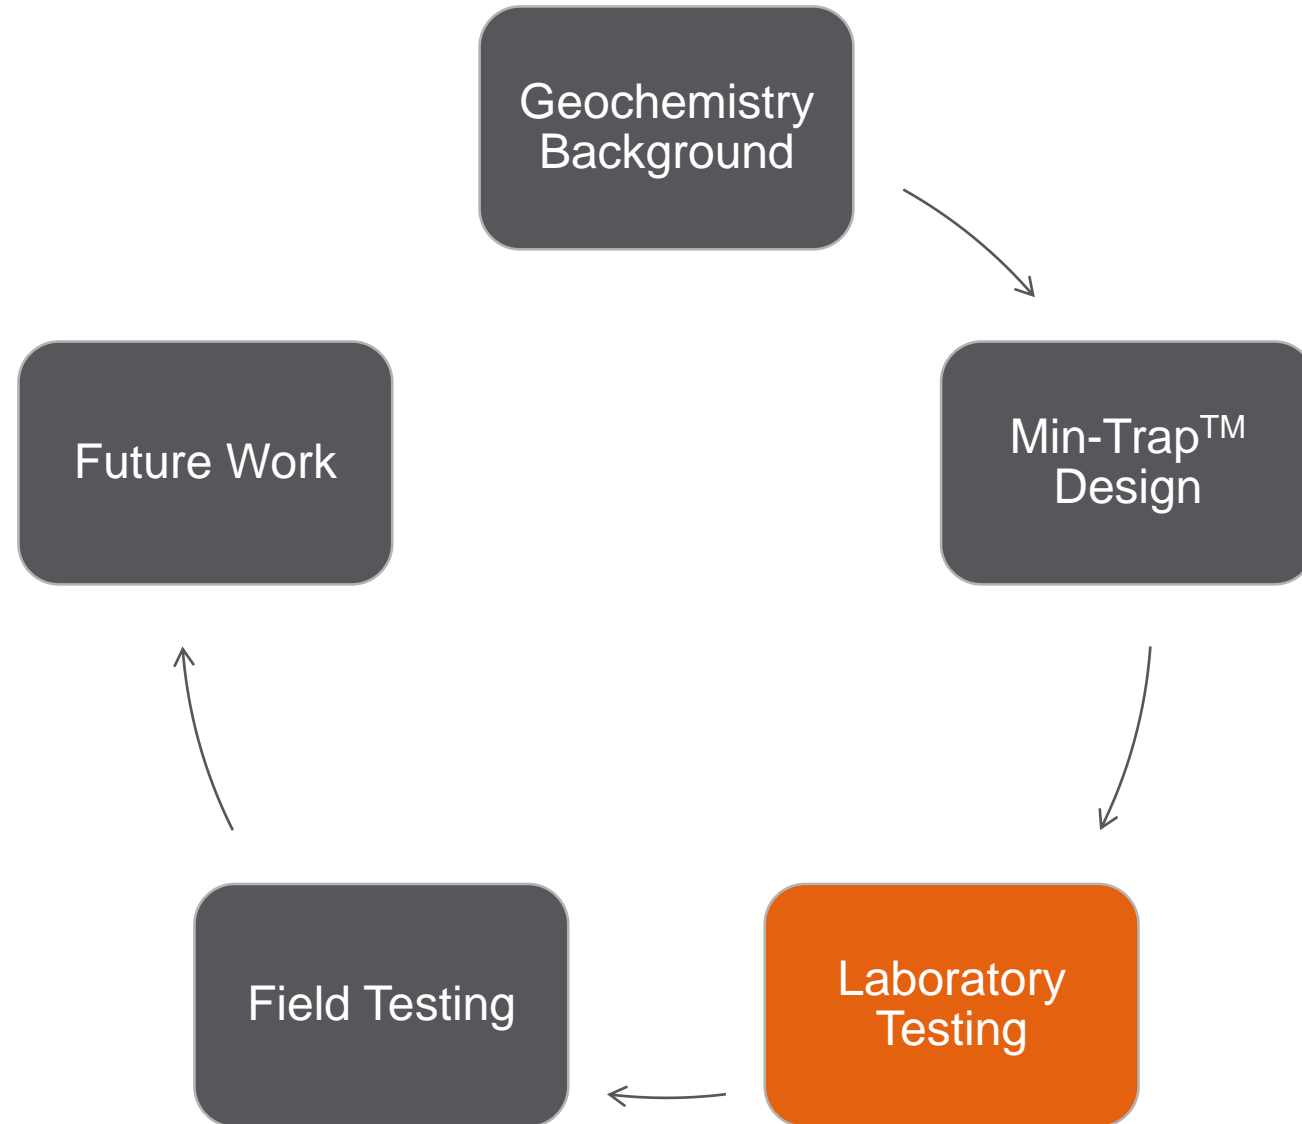 Geochemistry
Background
Min-Trap™
Design
Laboratory
Testing
Field Testing
Future Work